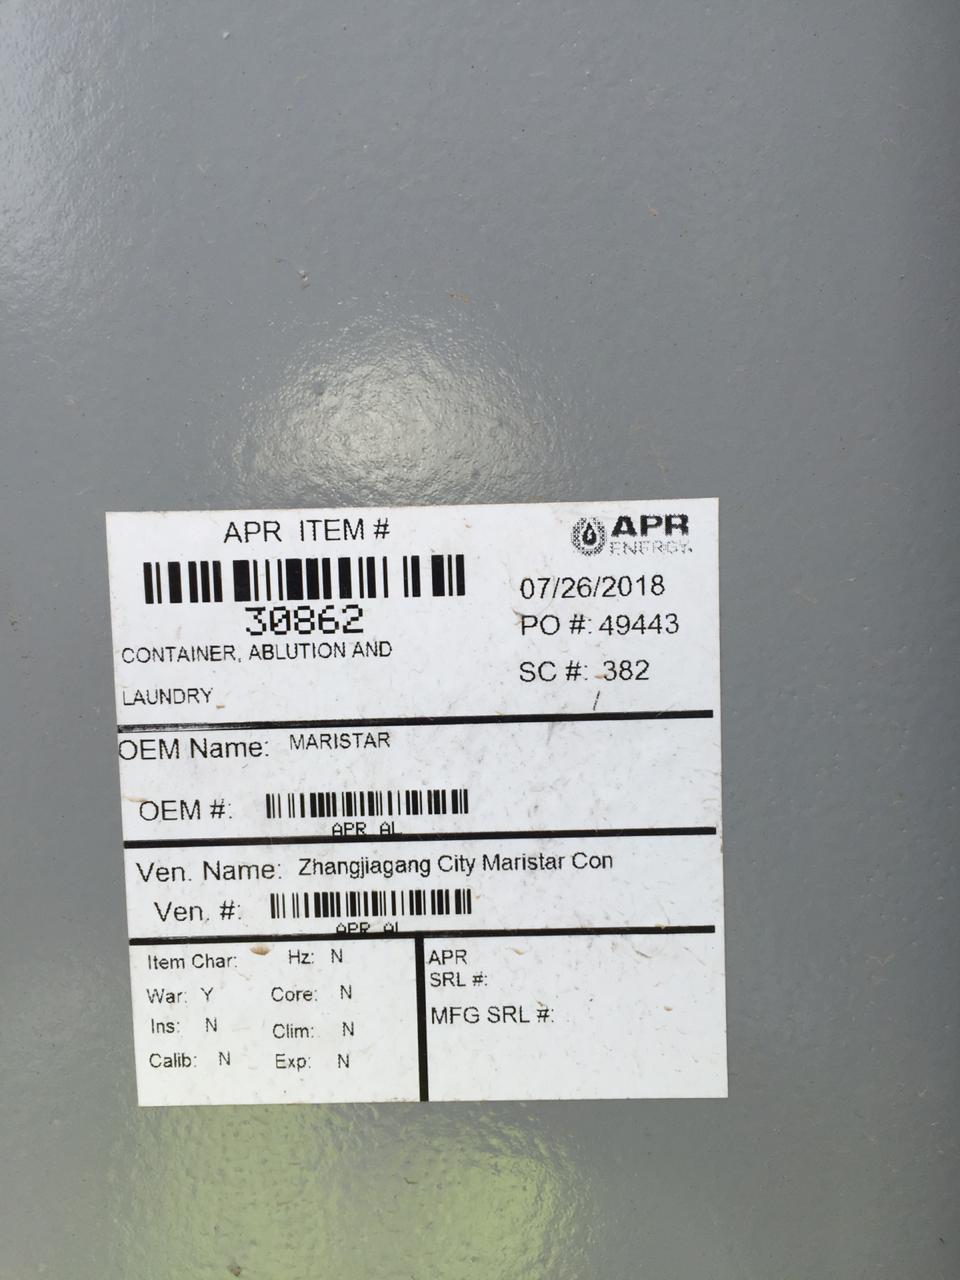 APR ITEM #
APR
ENERGY.
30862
07/26/2018
PO #: 49443
CONTAINER, ABLUTION AND
LAUNDRY
SC #: 382
OEM Name: MARISTAR
OEM #:
APR AL
Ven. Name: Zhangjiagang City Maristar Con
Ven. #:
APR AL
Item Char: Hz: N
War: Y Core: N
Ins: N Clim: N
Calib: N Exp: N
APR
SRL #:
MFG SRL #: